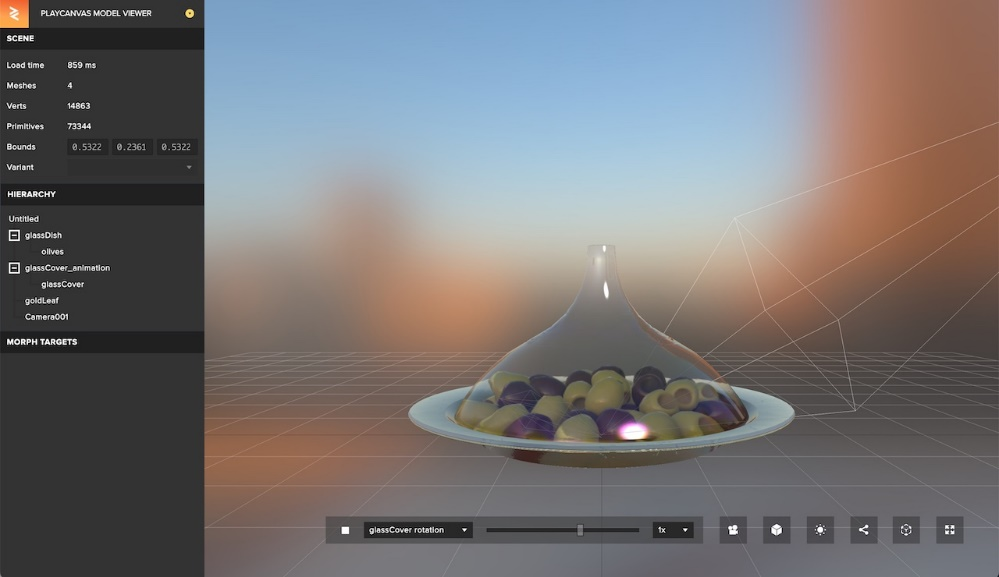 PLAYCANVAS MODEL VIEWER
SCENE
Load time 859 ms
Meshes 4
Verts 14863
Primitives 73344
Bounds 0.5322 0.2361 0.5322
Variant
HIERARCHY
Untitled
glassDish
olives
glassCover_animation
glassCover
goldLeaf
Camera001
MORPH TARGETS
glassCover rotation 1x